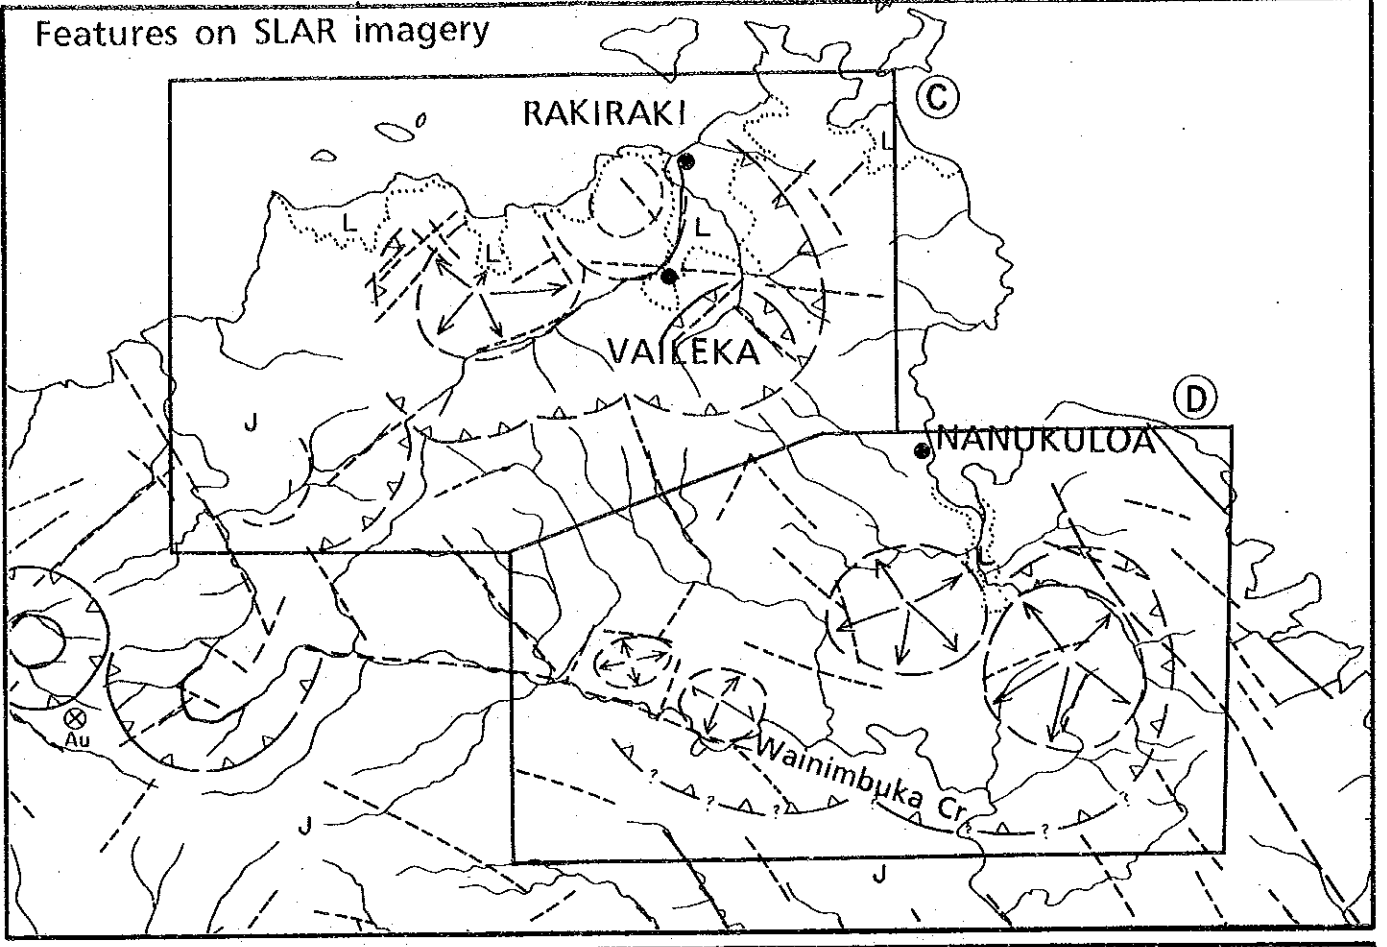 Features on SLAR imagery
C
RAKIRAKI
L
L
L
L
VAILEKA
D
J
NANUKULOA
L
Au
Wainimbuka Cr
?
?
?
?
?
?
J
J